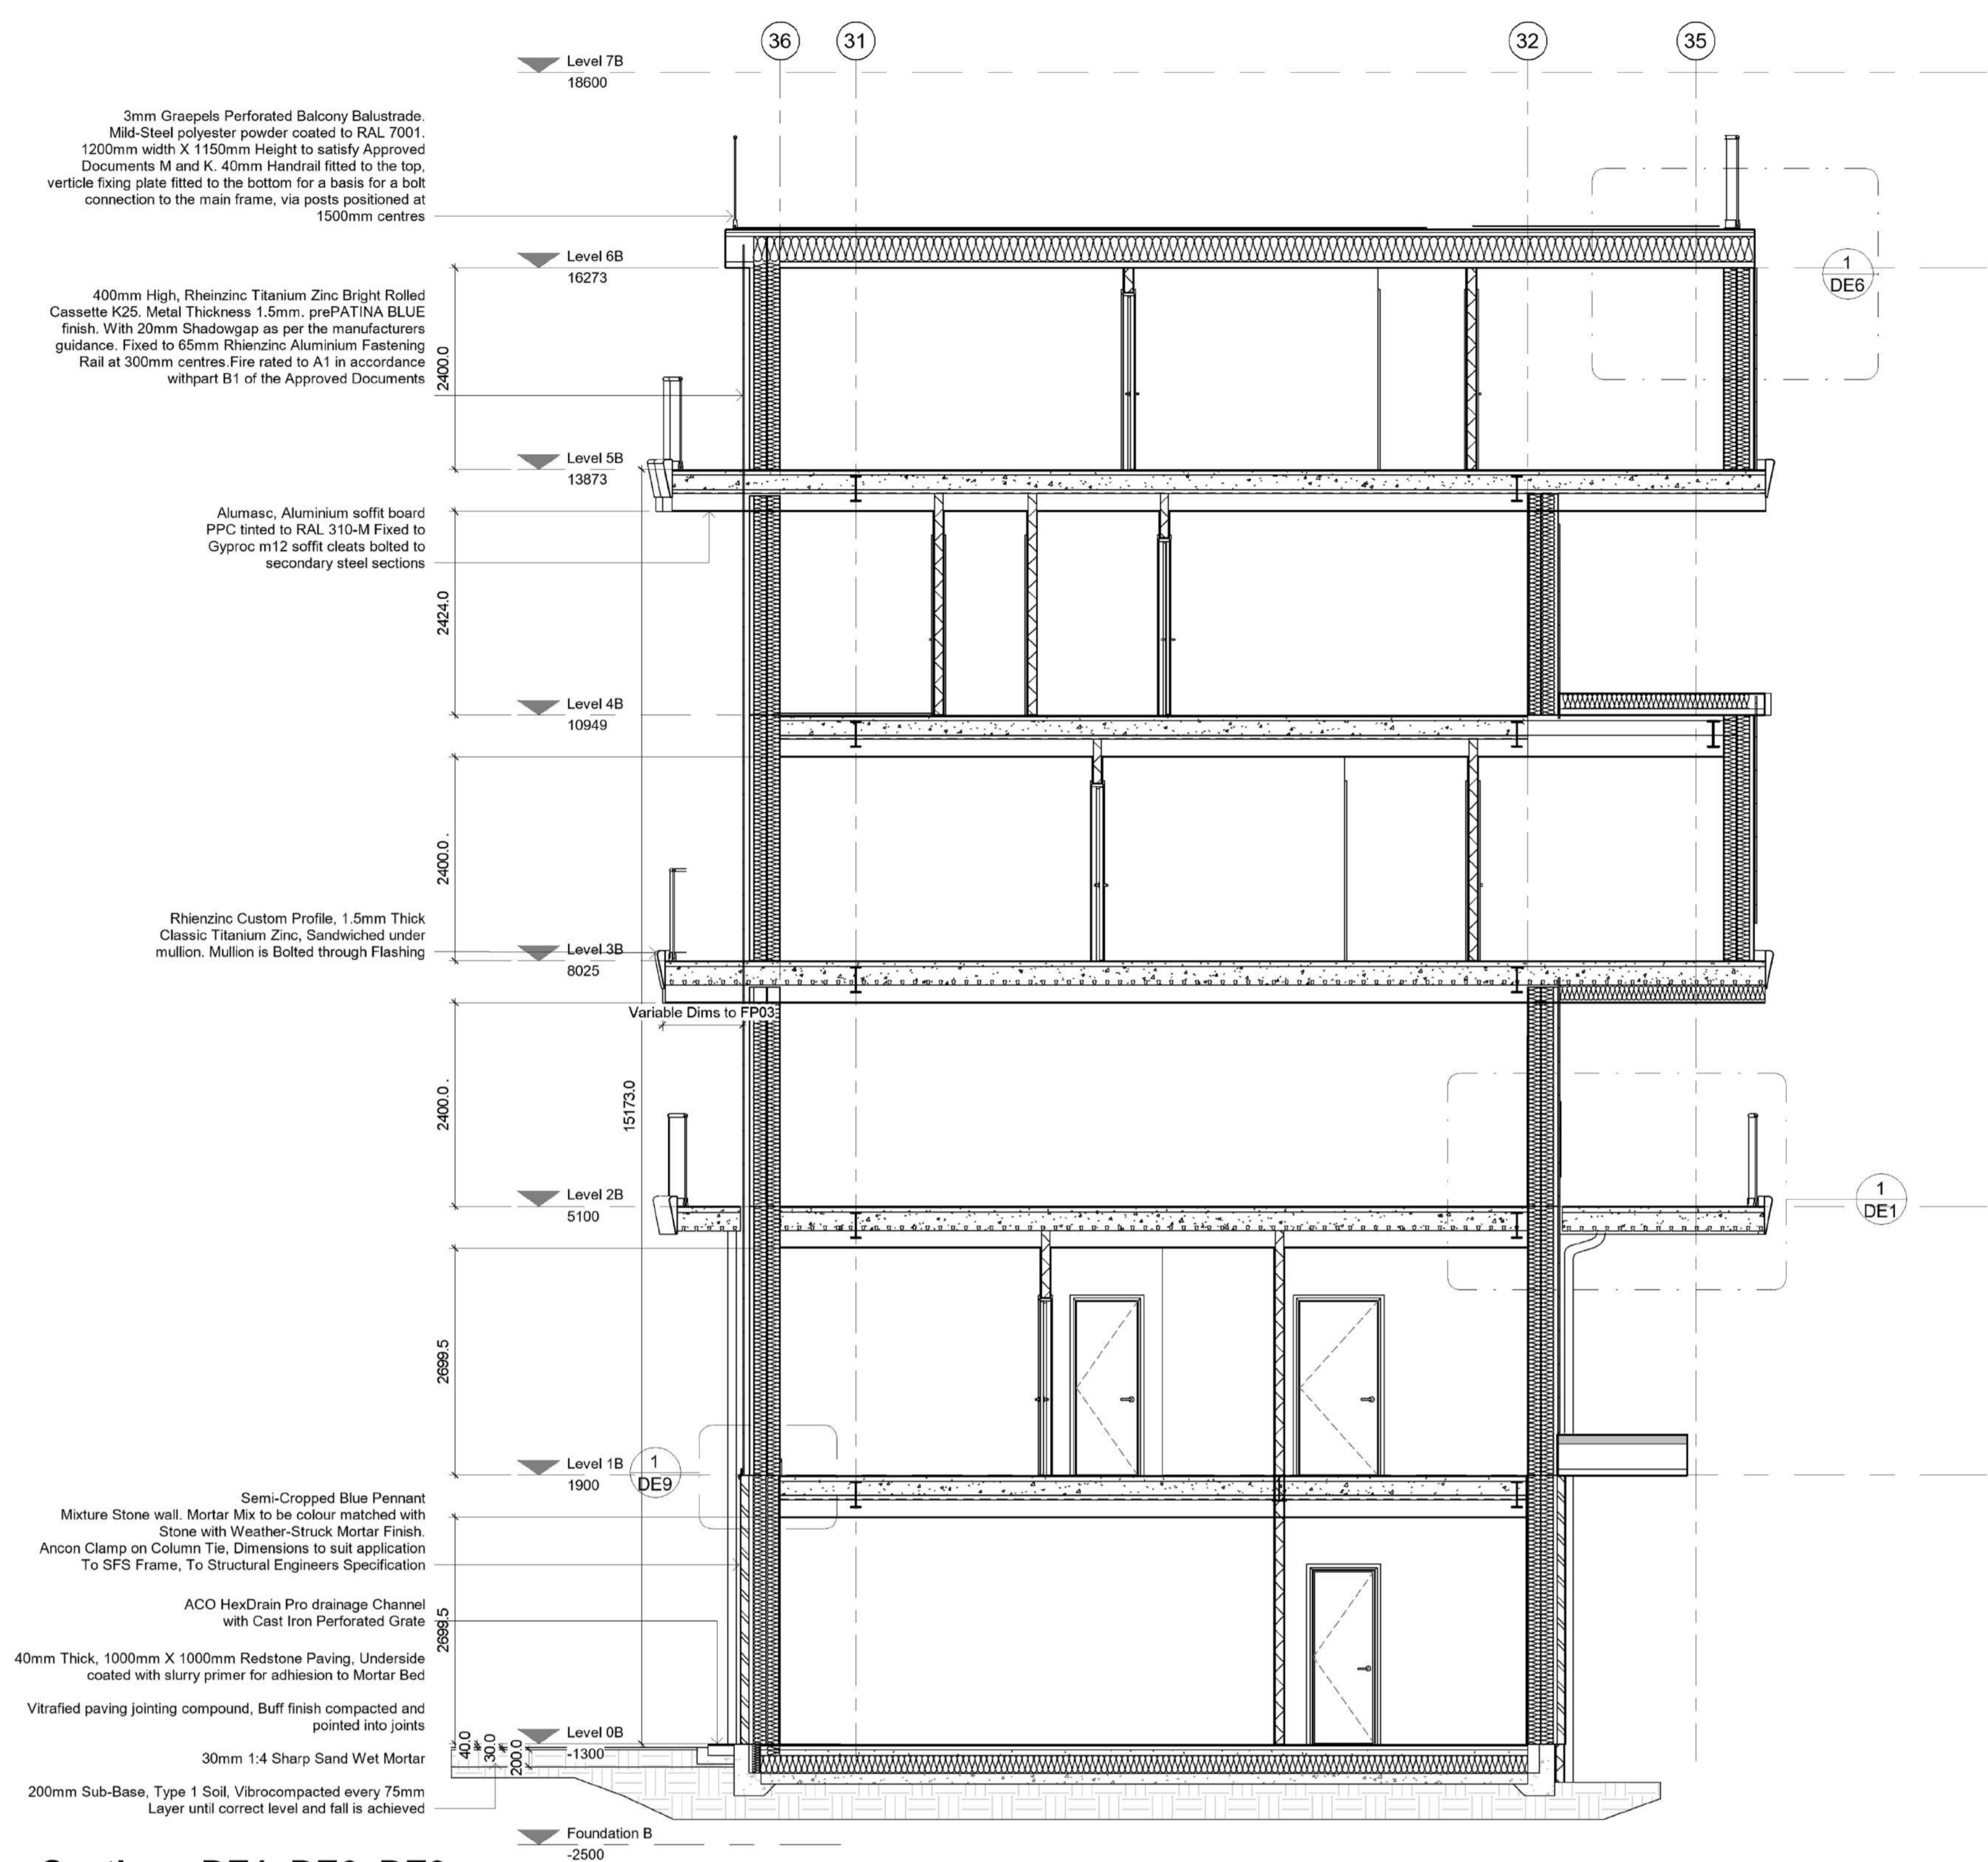 36
31
32
35
Level 7B
18600
3mm Graepels Perforated Balcony Balustrade.
Mild-Steel polyester powder coated to RAL 7001.
1200mm width X 1150mm Height to satisfy Approved
Documents M and K. 40mm Handrail fitted to the top,
verticle fixing plate fitted to the bottom for a basis for a bolt
connection to the main frame, via posts positioned at
1500mm centres
Level 6B
16273
1
DE6
400mm High, Rheinzinc Titanium Zinc Bright Rolled
Cassette K25. Metal Thickness 1.5mm. prePATINA BLUE
finish. With 20mm Shadowgap as per the manufacturers
guidance. Fixed to 65mm Rhienzinc Aluminium Fastening
Rail at 300mm centres.Fire rated to A1 in accordance
withpart B1 of the Approved Documents
2400.0
Level 5B
13873
Alumasc, Aluminium soffit board
PPC tinted to RAL 310-M Fixed to
Gyproc m12 soffit cleats bolted to
secondary steel sections
2424.0
Level 4B
10949
2400.0 .
Rhienzinc Custom Profile, 1.5mm Thick
Classic Titanium Zinc, Sandwiched under
mullion. Mullion is Bolted through Flashing
Level 3B
8025
Variable Dims to FP03
2400.0 .
15173.0
Level 2B
5100
1
DE1
2699.5
Level 1B
1900
1
DE9
Semi-Cropped Blue Pennant
Mixture Stone wall. Mortar Mix to be colour matched with
Stone with Weather-Struck Mortar Finish.
Ancon Clamp on Column Tie, Dimensions to suit application
To SFS Frame, To Structural Engineers Specification
ACO HexDrain Pro drainage Channel
with Cast Iron Perforated Grate
2699.5
40mm Thick, 1000mm X 1000mm Redstone Paving, Underside
coated with slurry primer for adhiesion to Mortar Bed
Vitrafied paving jointing compound, Buff finish compacted and
pointed into joints
Level 0B
-1300
40.0
30.0
200.0
30mm 1:4 Sharp Sand Wet Mortar
200mm Sub-Base, Type 1 Soil, Vibrocompacted every 75mm
Layer until correct level and fall is achieved
Foundation B
-2500